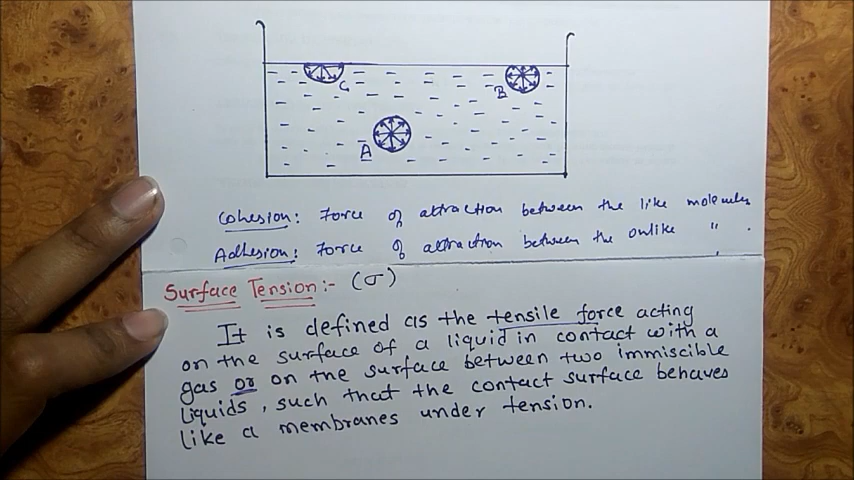 C
B
A
Cohesion: Force of attraction between the like molecules
Adhesion: Force of attraction between the unlike " .
Surface Tension:- (σ)
It is defined as the tensile force acting
on the surface of a liquid in contact with a
gas or on the surface between two immiscible
liquids, such that the contact surface behaves
like a membranes under tension.